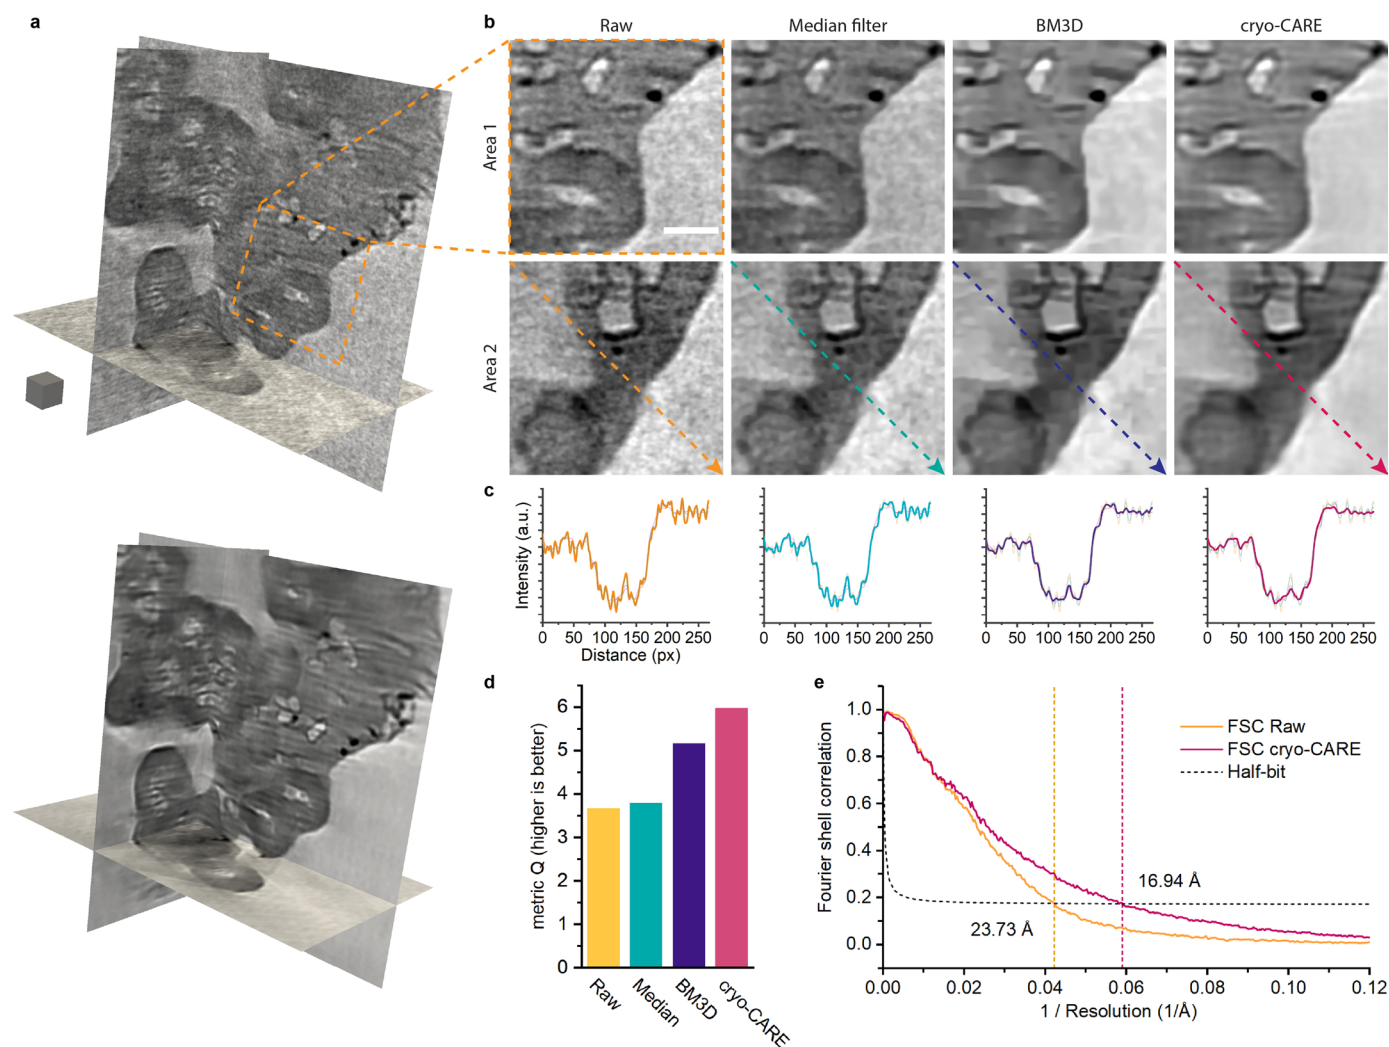 a
b
Raw
Median filter
BM3D
cryo-CARE
Area 1
Area 2
c
Intensity (a.u.)
0 50 100 150 200 250
0 50 100 150 200 250
0 50 100 150 200 250
0 50 100 150 200 250
Distance (px)
d
metric Q (higher is better)
6
5
4
3
2
1
0
Raw
Median
BM3D
cryo-CARE
e
Fourier shell correlation
1.0
0.8
0.6
0.4
0.2
0.0
FSC Raw
FSC cryo-CARE
Half-bit
16.94 Å
23.73 Å
0.00 0.02 0.04 0.06 0.08 0.10 0.12
1 / Resolution (1/Å)